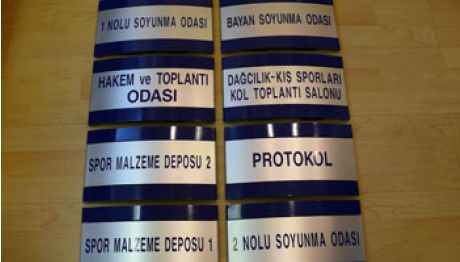 1 NOLU SOYUNMA ODASI
BAYAN SOYUNMA ODASI
HAKEM ve TOPLANTI
ODASI
DAĞCILIK-KIS SPORLARI
KOL TOPLANTI SALONU
SPOR MALZEME DEPOSU 2
PROTOKOL
SPOR MALZEME DEPOSU 1
2 NOLU SOYUNMA ODASI